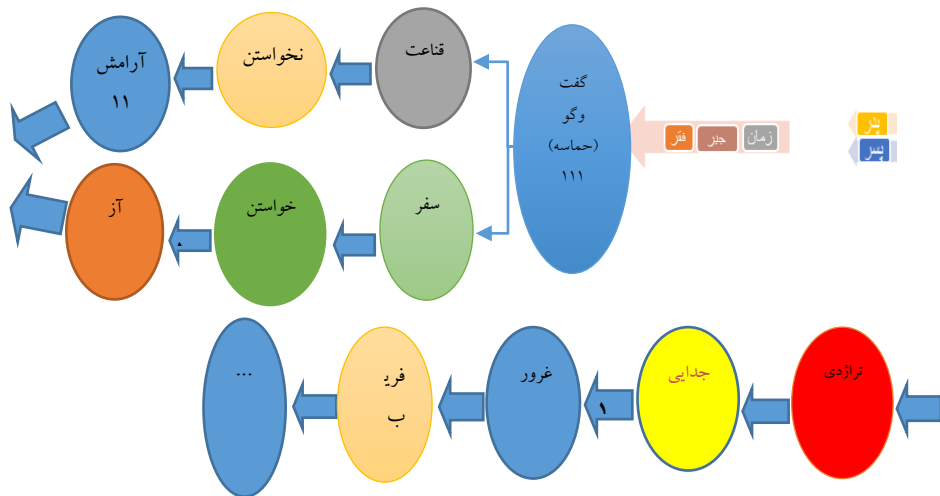 پدر
پسر
زمان
جبر
فقر
گفت
وگو
(حماسه)
۱۱۱
قناعت
نخواستن
آرامش
۱۱
سفر
خواستن
۰
آز
تراژدی
جدایی
۱
غرور
فری
ب
...